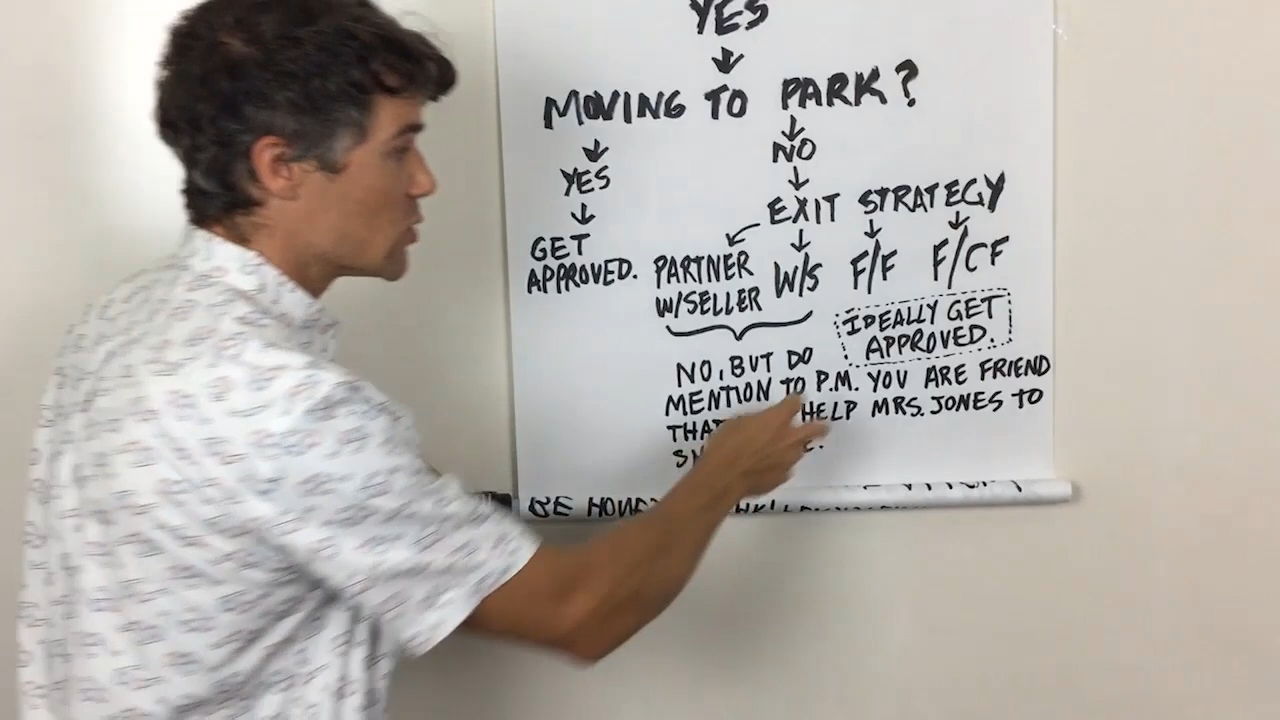 YES
MOVING TO PARK?
YES
NO
EXIT STRATEGY
GET
APPROVED.
PARTNER
W/SELLER
W/S
F/F
F/CF
IDEALLY GET
APPROVED.
NO, BUT DO
MENTION TO P.M. YOU ARE FRIEND
HELP MRS. JONES TO
BE